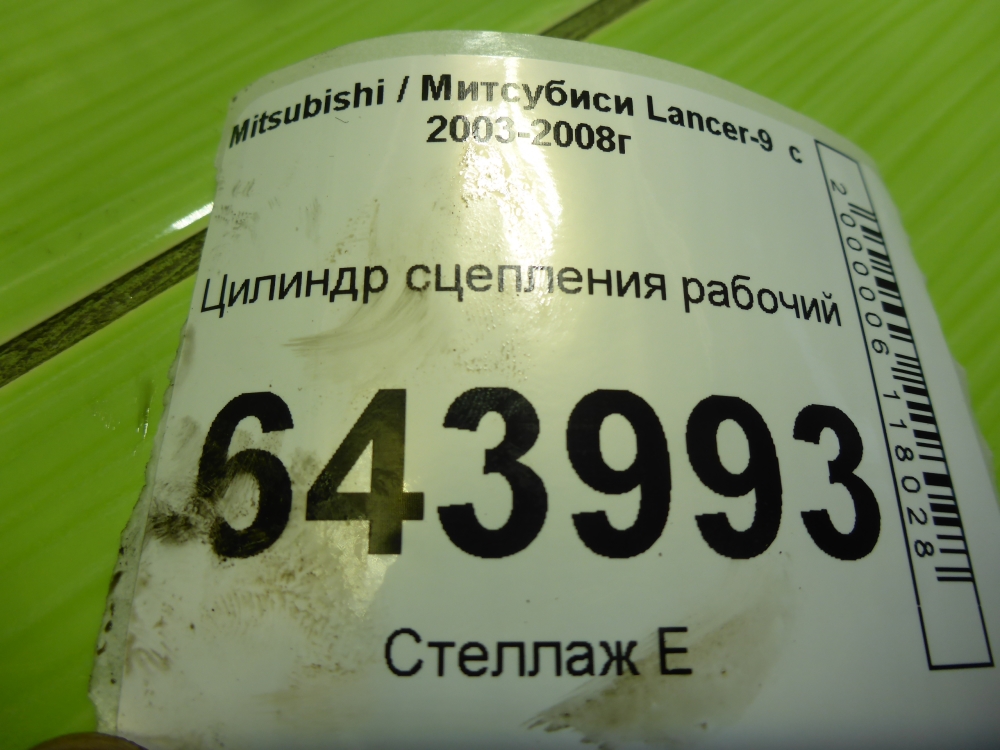 Mitsubishi / Митсубиси Lancer-9 с
2003-2008г
Цилиндр сцепления рабочий
643993
Стеллаж Е
2000006118028